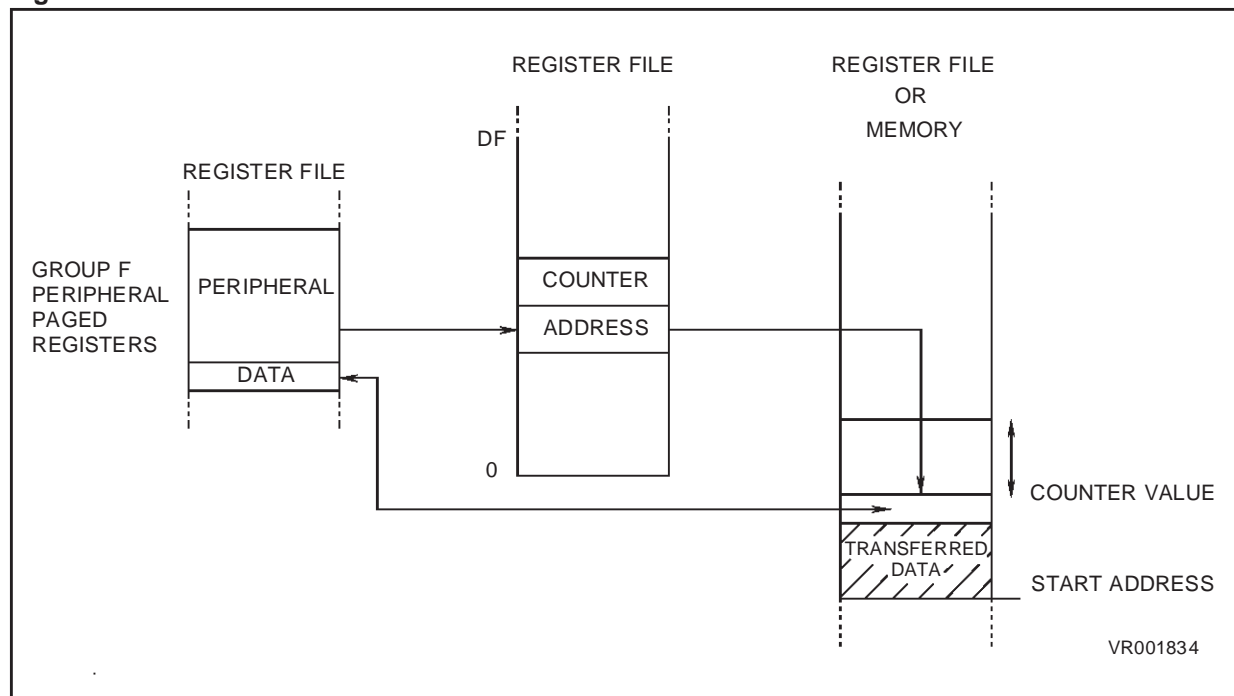 REGISTER FILE
REGISTER FILE
OR
MEMORY
DF
REGISTER FILE
GROUP F
PERIPHERAL
PAGED
REGISTERS
PERIPHERAL
COUNTER
ADDRESS
DATA
0
COUNTER VALUE
TRANSFERRED
DATA
START ADDRESS
VR001834